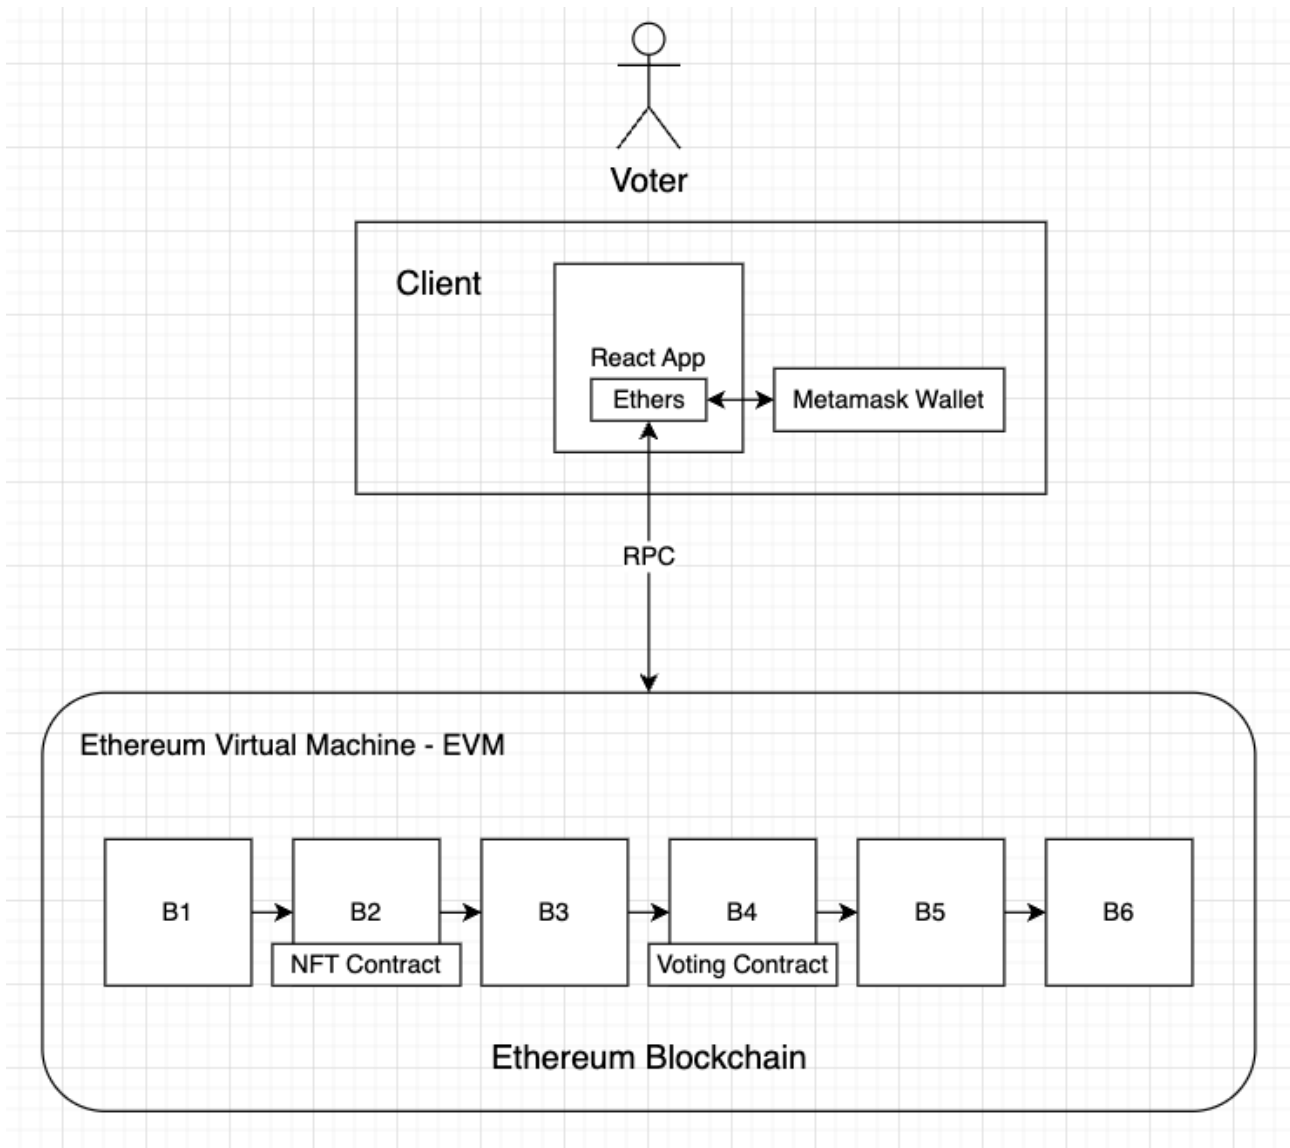 Voter
Client
React App
Ethers
Metamask Wallet
RPC
Ethereum Virtual Machine - EVM
B1
B2
B3
B4
B5
B6
NFT Contract
Voting Contract
Ethereum Blockchain